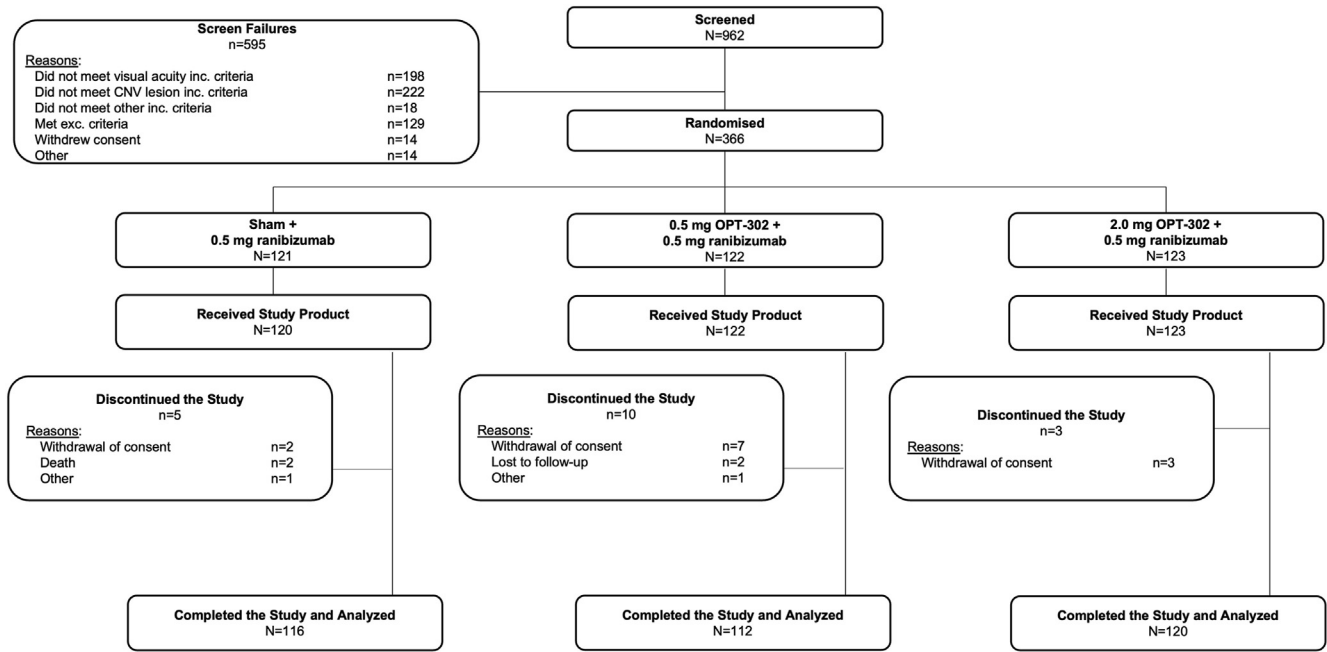 Screened
N=962
Screen Failures
n=595
Reasons:
Did not meet visual acuity inc. criteria n=198
Did not meet CNV lesion inc. criteria n=222
Did not meet other inc. criteria n=18
Met exc. criteria n=129
Withdrew consent n=14
Other n=14
Randomised
N=366
Sham +
0.5 mg ranibizumab
N=121
0.5 mg OPT-302 +
0.5 mg ranibizumab
N=122
2.0 mg OPT-302 +
0.5 mg ranibizumab
N=123
Received Study Product
N=120
Received Study Product
N=122
Received Study Product
N=123
Discontinued the Study
n=5
Reasons:
Withdrawal of consent n=2
Death n=2
Other n=1
Discontinued the Study
n=10
Reasons:
Withdrawal of consent n=7
Lost to follow-up n=2
Other n=1
Discontinued the Study
n=3
Reasons:
Withdrawal of consent n=3
Completed the Study and Analyzed
N=116
Completed the Study and Analyzed
N=112
Completed the Study and Analyzed
N=120